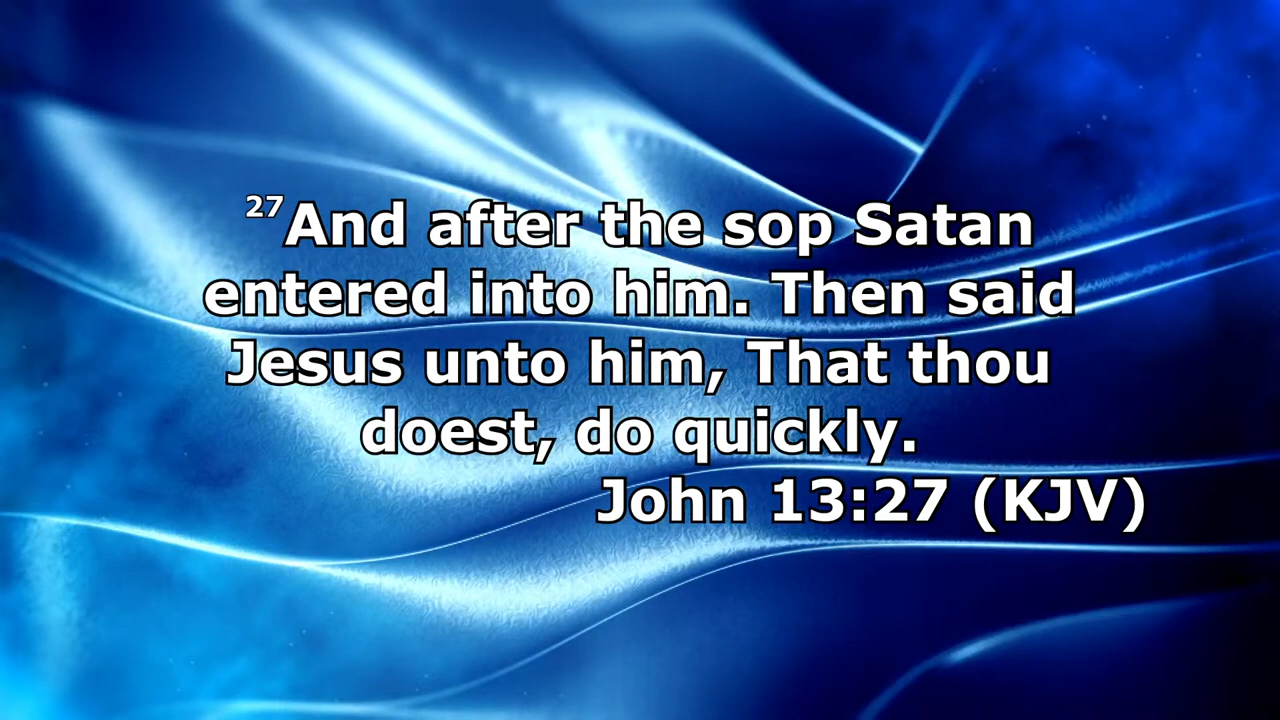 27And after the sop Satan
entered into him. Then said
Jesus unto him, That thou
doest, do quickly.
John 13:27 (KJV)